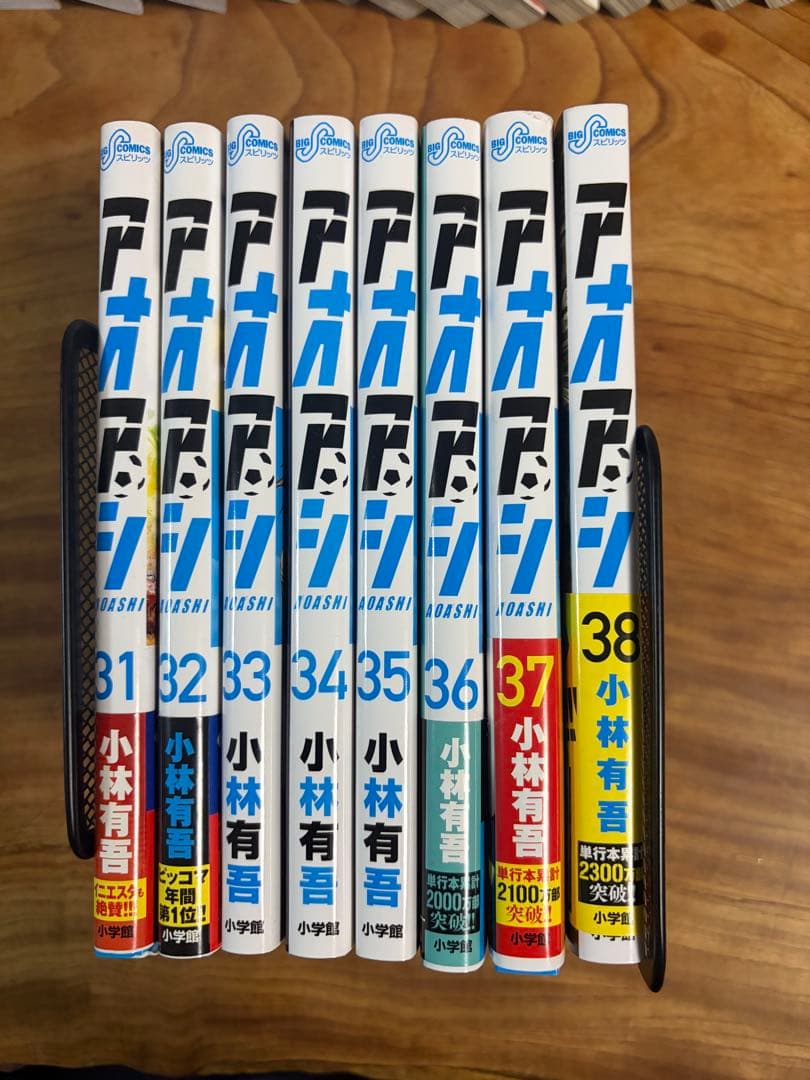 BIG COMICS
スピリッツ
アオアシ
AOASHI
31
小林有吾
イニエスタも
絶賛!!!
小学館
BIG COMICS
スピリッツ
アオアシ
AOASHI
32
小林有吾
ピッコマ
年間
第1位!!
小学館
BIG COMICS
スピリッツ
アオアシ
AOASHI
33
小林有吾
小学館
BIG COMICS
スピリッツ
アオアシ
AOASHI
34
小林有吾
小学館
BIG COMICS
スピリッツ
アオアシ
AOASHI
35
小林有吾
小学館
BIG COMICS
スピリッツ
アオアシ
AOASHI
36
小林有吾
単行本累計
2000万部
突破!!
小学館
BIG COMICS
スピリッツ
アオアシ
AOASHI
37
小林有吾
単行本累計
2100万部
突破!!
小学館
BIG COMICS
スピリッツ
アオアシ
38
小林有吾
単行本累計
2300万部
突破!!
小学館
小学館